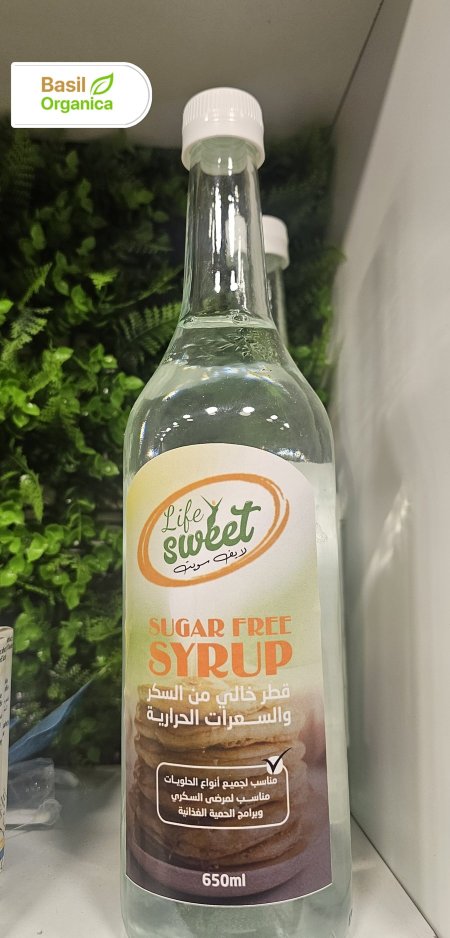 Basil
Organica
Life
sweet
لايف سويت
SUGAR FREE
SYRUP
قطر خالي من السكر
والسعرات الحرارية
مناسب لجميع أنواع الحلويات
مناسب لمرضى السكري
وبرامج الحمية الغذائية
650ml